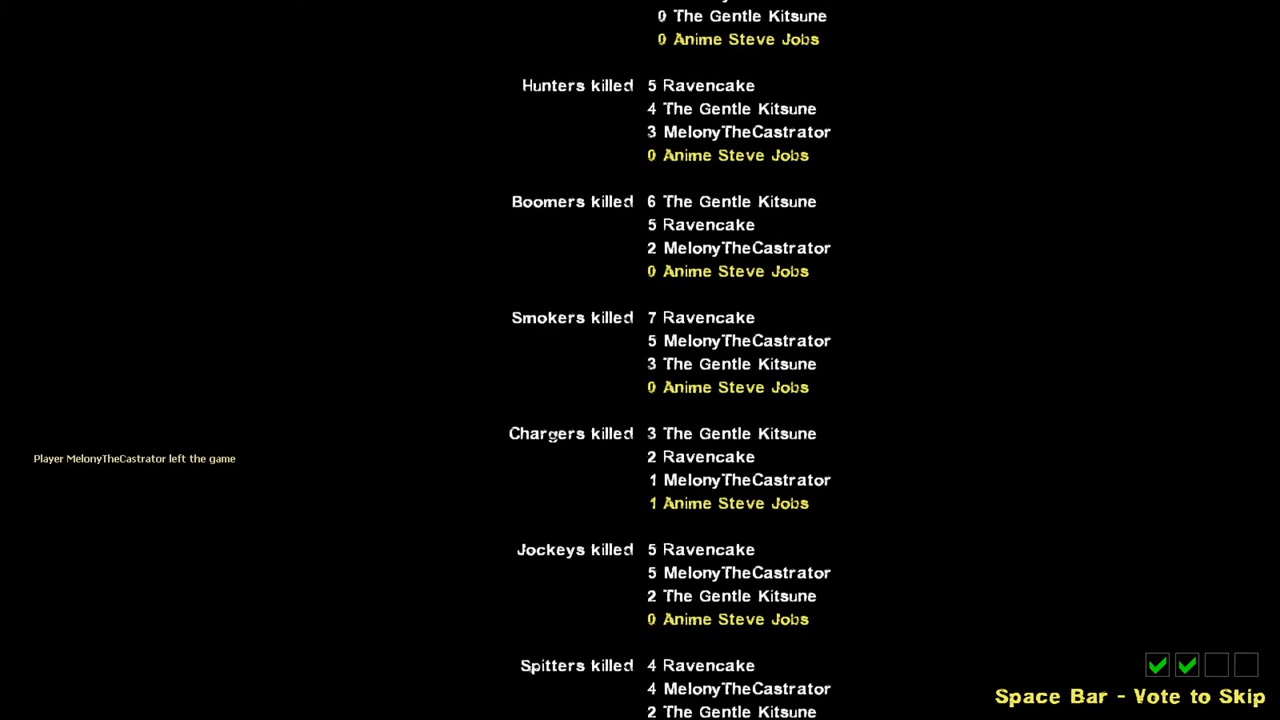 0 The Gentle Kitsune
0 Anime Steve Jobs
Hunters killed 5 Ravencake
4 The Gentle Kitsune
3 MelonyTheCastrator
0 Anime Steve Jobs
Boomers killed 6 The Gentle Kitsune
5 Ravencake
2 MelonyTheCastrator
0 Anime Steve Jobs
Smokers killed 7 Ravencake
5 MelonyTheCastrator
3 The Gentle Kitsune
0 Anime Steve Jobs
Chargers killed 3 The Gentle Kitsune
Player MelonyTheCastrator left the game
2 Ravencake
1 MelonyTheCastrator
1 Anime Steve Jobs
Jockeys killed 5 Ravencake
5 MelonyTheCastrator
2 The Gentle Kitsune
0 Anime Steve Jobs
Spitters killed 4 Ravencake
4 MelonyTheCastrator
2 The Gentle Kitsune
Space Bar - Vote to Skip